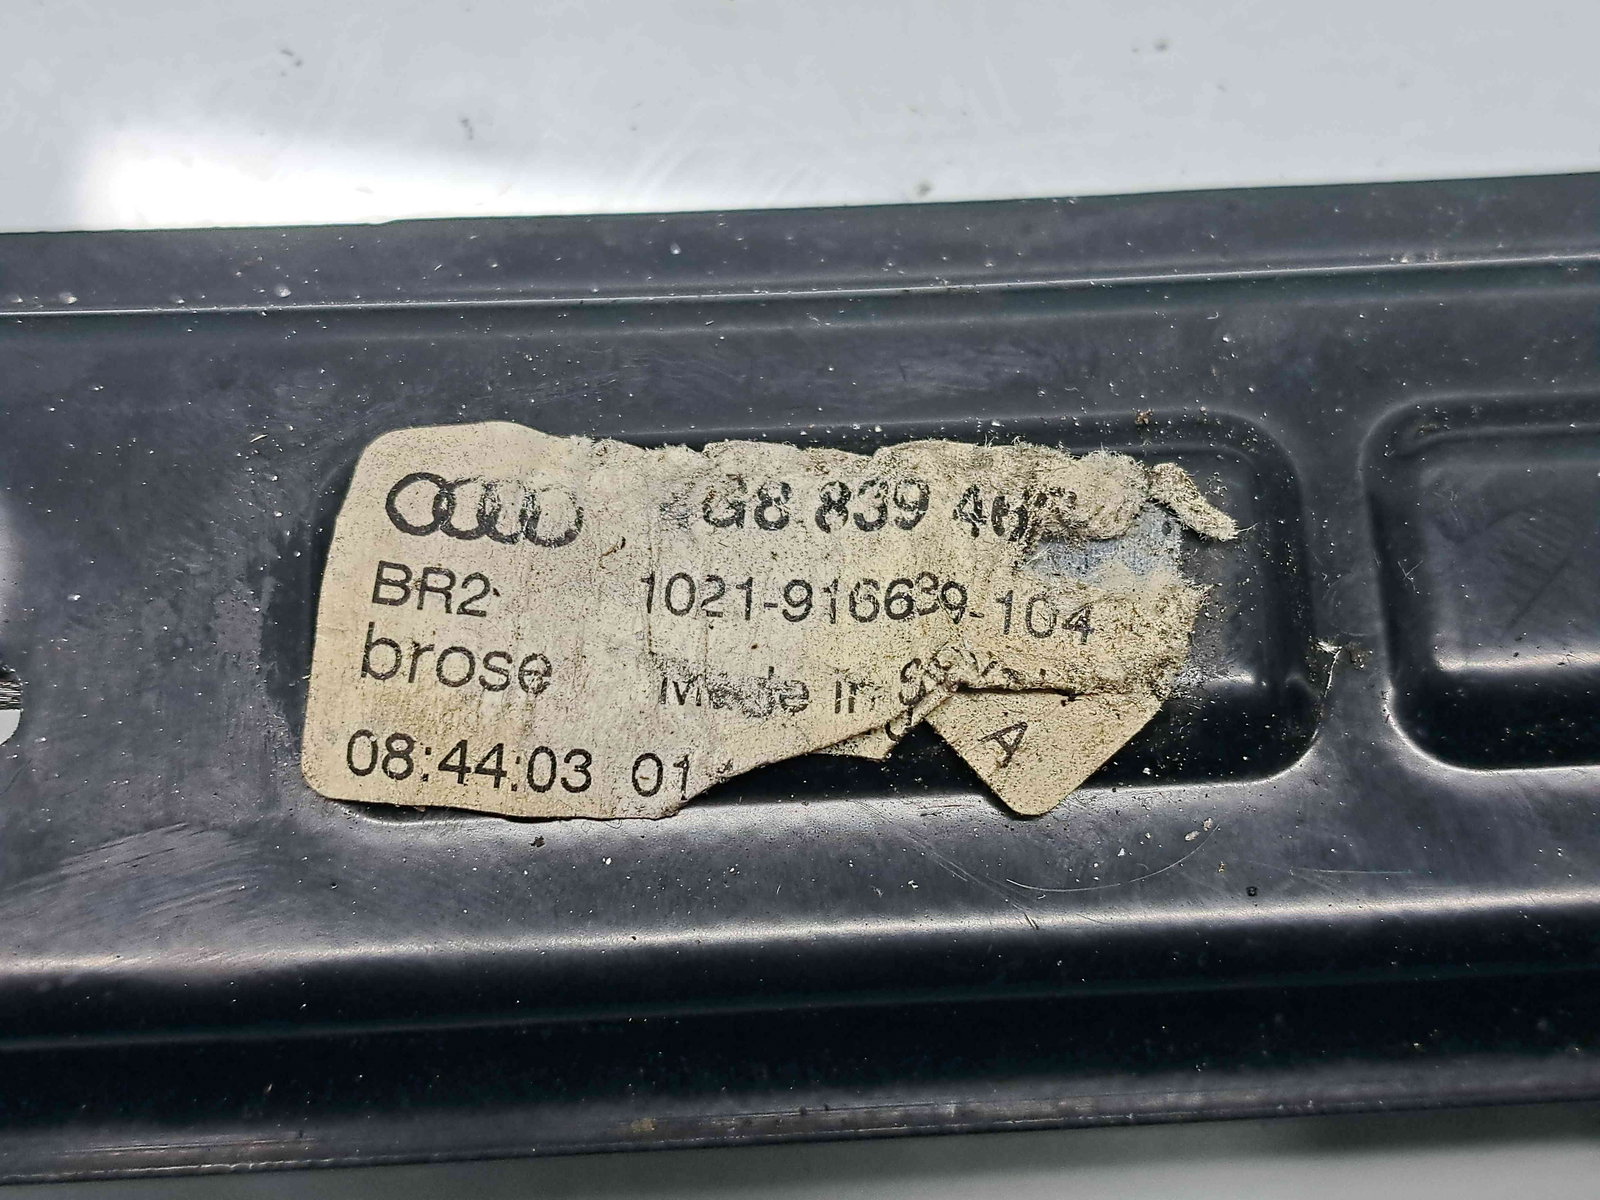 4G8 839 46
BR2 1021-916639-104
brose Made in
08:44:03 01
A